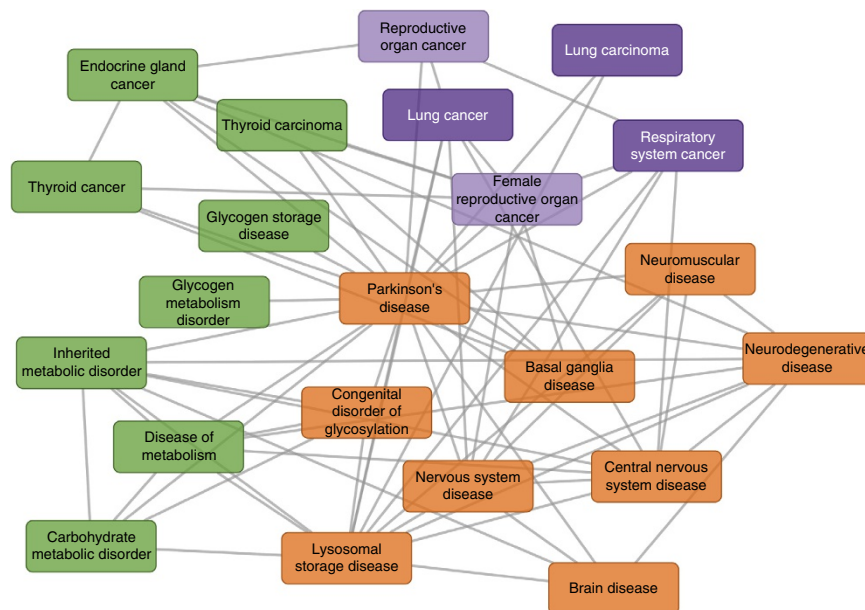 Reproductive
organ cancer
Lung carcinoma
Endocrine gland
cancer
Lung cancer
Thyroid carcinoma
Respiratory
system cancer
Thyroid cancer
Female
reproductive organ
cancer
Glycogen storage
disease
Neuromuscular
disease
Glycogen
metabolism
disorder
Parkinson's
disease
Inherited
metabolic disorder
Basal ganglia
disease
Neurodegenerative
disease
Congenital
disorder of
glycosylation
Disease of
metabolism
Nervous system
disease
Central nervous
system disease
Carbohydrate
metabolic disorder
Lysosomal
storage disease
Brain disease